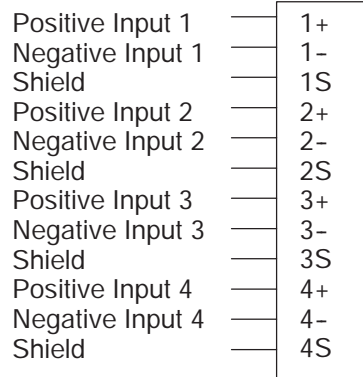 Positive Input 1 1+
Negative Input 1 1–
Shield 1S
Positive Input 2 2+
Negative Input 2 2–
Shield 2S
Positive Input 3 3+
Negative Input 3 3–
Shield 3S
Positive Input 4 4+
Negative Input 4 4–
Shield 4S